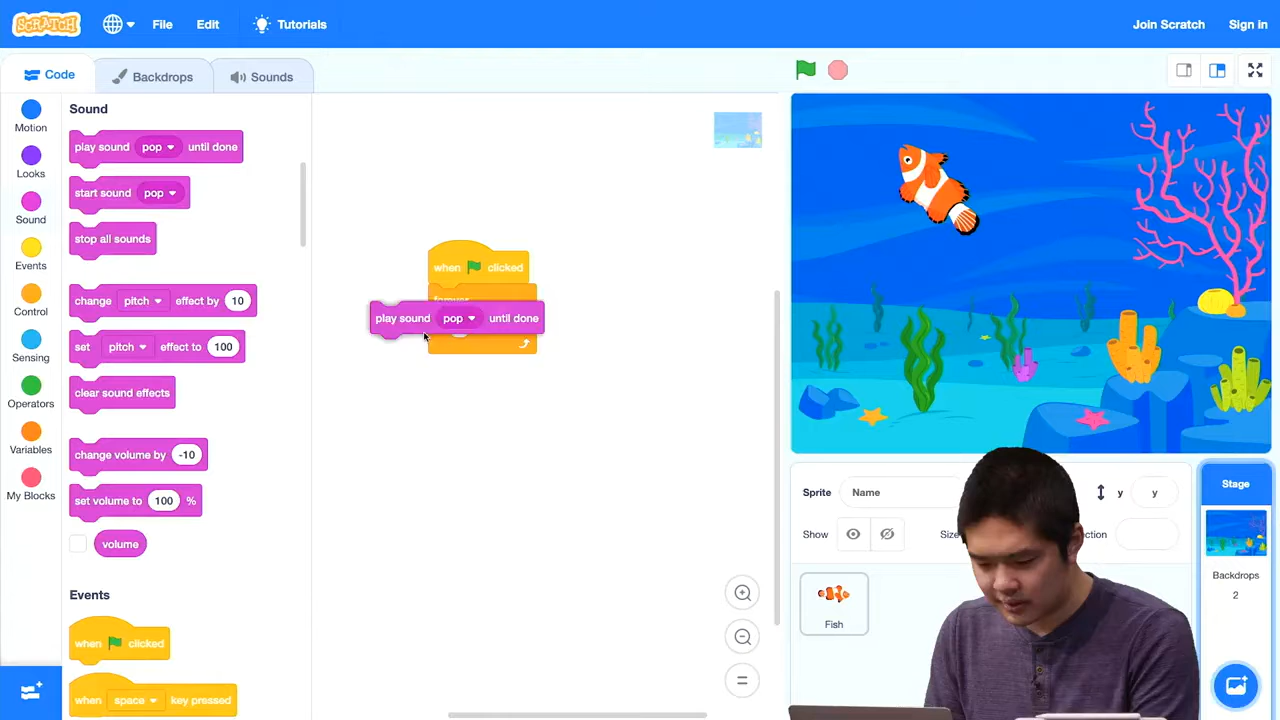 SCRATCH
File
Edit
Tutorials
Join Scratch
Sign in
Code
Backdrops
Sounds
Motion
Looks
Sound
Events
Control
Sensing
Operators
Variables
My Blocks
Sound
play sound pop until done
start sound pop
stop all sounds
change pitch effect by 10
set pitch effect to 100
clear sound effects
change volume by -10
set volume to 100 %
volume
Events
when clicked
when space key pressed
when clicked
forever
play sound pop until done
Sprite
Name
y
y
Show
Fish
Stage
Backdrops
2